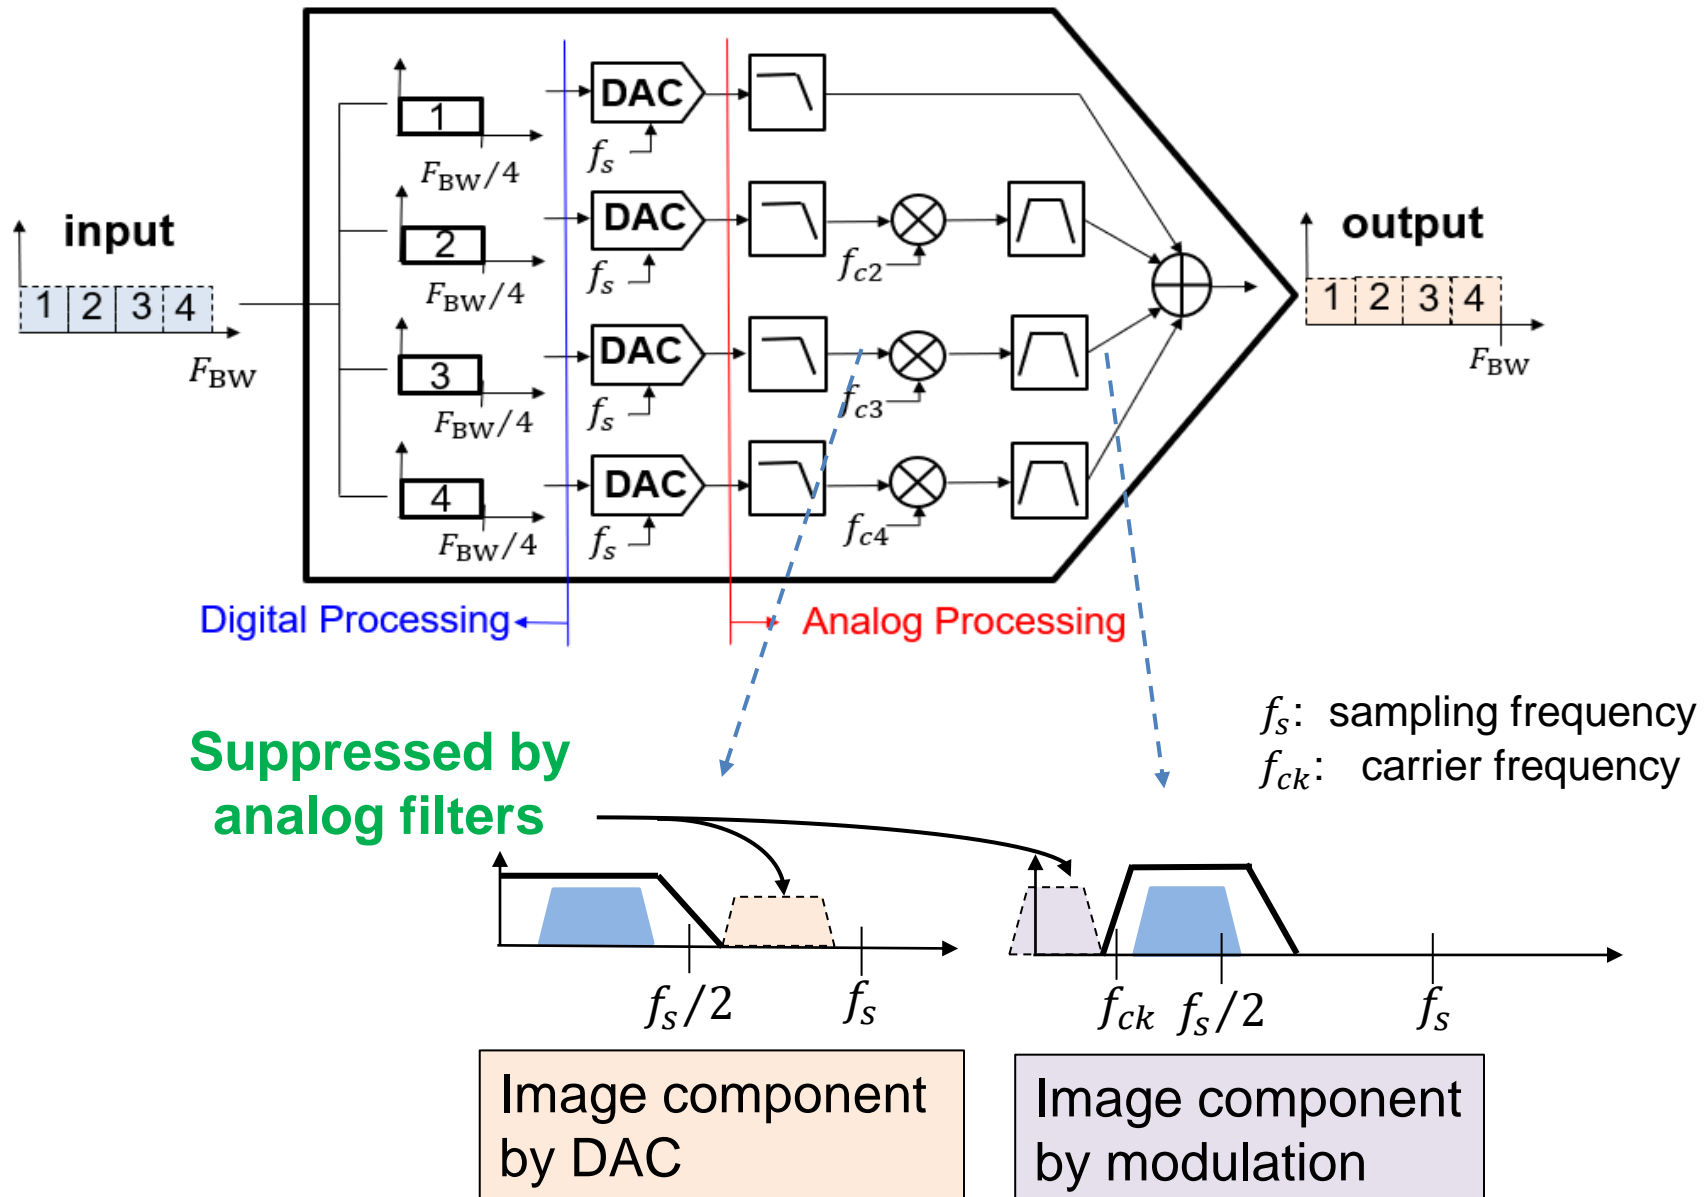 input
1 2 3 4
F_BW
1
F_BW/4
DAC
f_s
2
F_BW/4
DAC
f_s
f_c2
3
F_BW/4
DAC
f_s
f_c3
4
F_BW/4
DAC
f_s
f_c4
output
1 2 3 4
F_BW
Digital Processing
Analog Processing
f_s: sampling frequency
f_ck: carrier frequency
Suppressed by
analog filters
f_s/2
f_s
f_ck
f_s/2
f_s
Image component
by DAC
Image component
by modulation